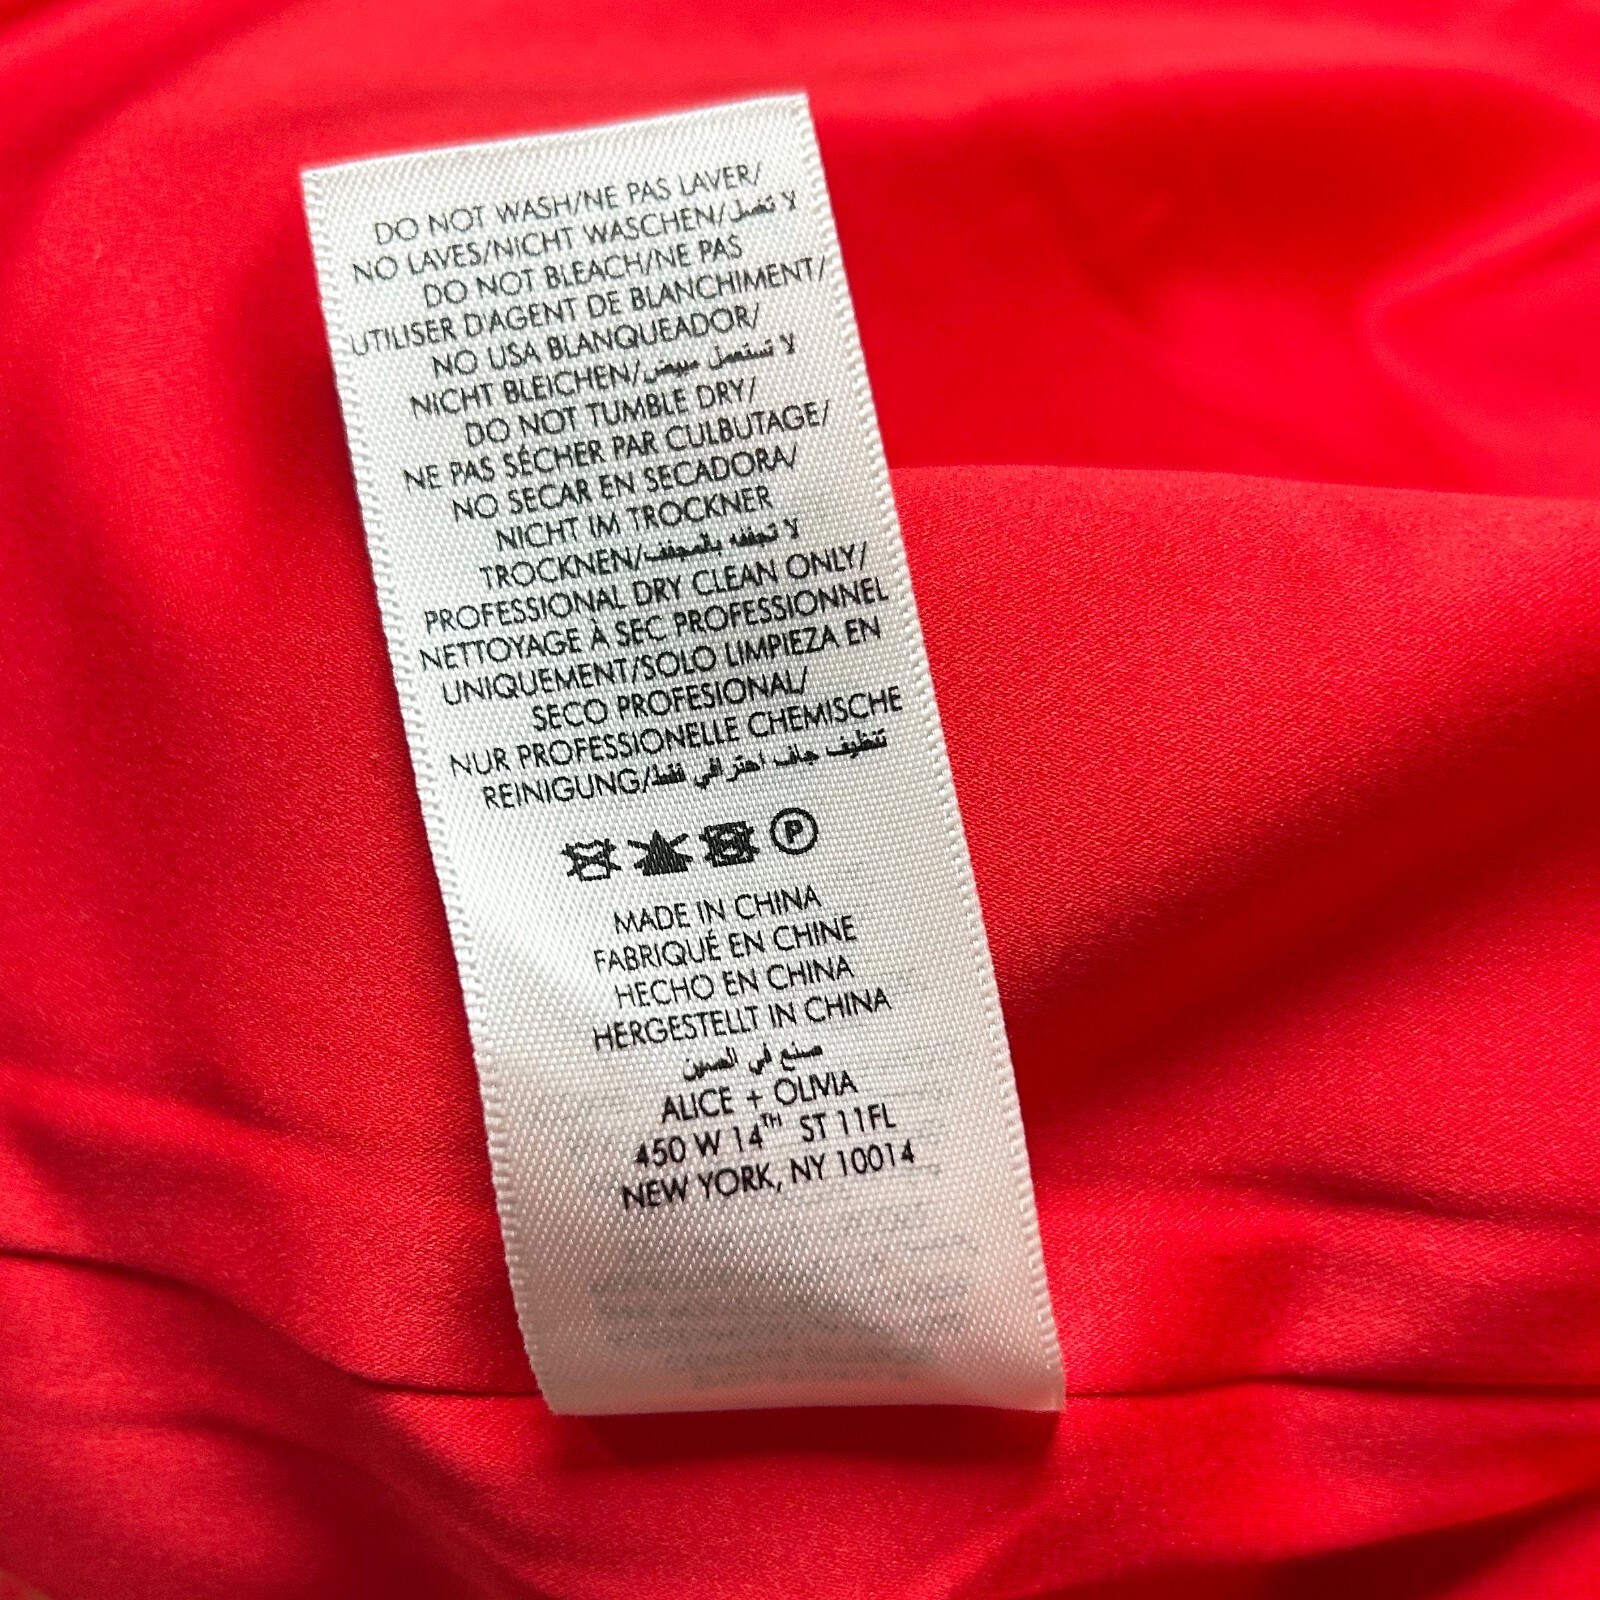 DO NOT WASH/NE PAS LAVER/
NO LAVES/NICHT WASCHEN/لا تغسل
DO NOT BLEACH/NE PAS
UTILISER D'AGENT DE BLANCHIMENT/
NO USA BLANQUEADOR/
NICHT BLEICHEN/لا تستعمل مبيض
DO NOT TUMBLE DRY/
NE PAS SÉCHER PAR CULBUTAGE/
NO SECAR EN SECADORA/
NICHT IM TROCKNER
TROCKNEN/لا تجففه بالمجفف
PROFESSIONAL DRY CLEAN ONLY/
NETTOYAGE À SEC PROFESSIONNEL
UNIQUEMENT/SOLO LIMPIEZA EN
SECO PROFESIONAL/
NUR PROFESSIONELLE CHEMISCHE
REINIGUNG/تنظيف جاف احترافي فقط
P
MADE IN CHINA
FABRIQUÉ EN CHINE
HECHO EN CHINA
HERGESTELLT IN CHINA
صنع في الصين
ALICE + OLIVIA
450 W 14TH ST 11FL
NEW YORK, NY 10014